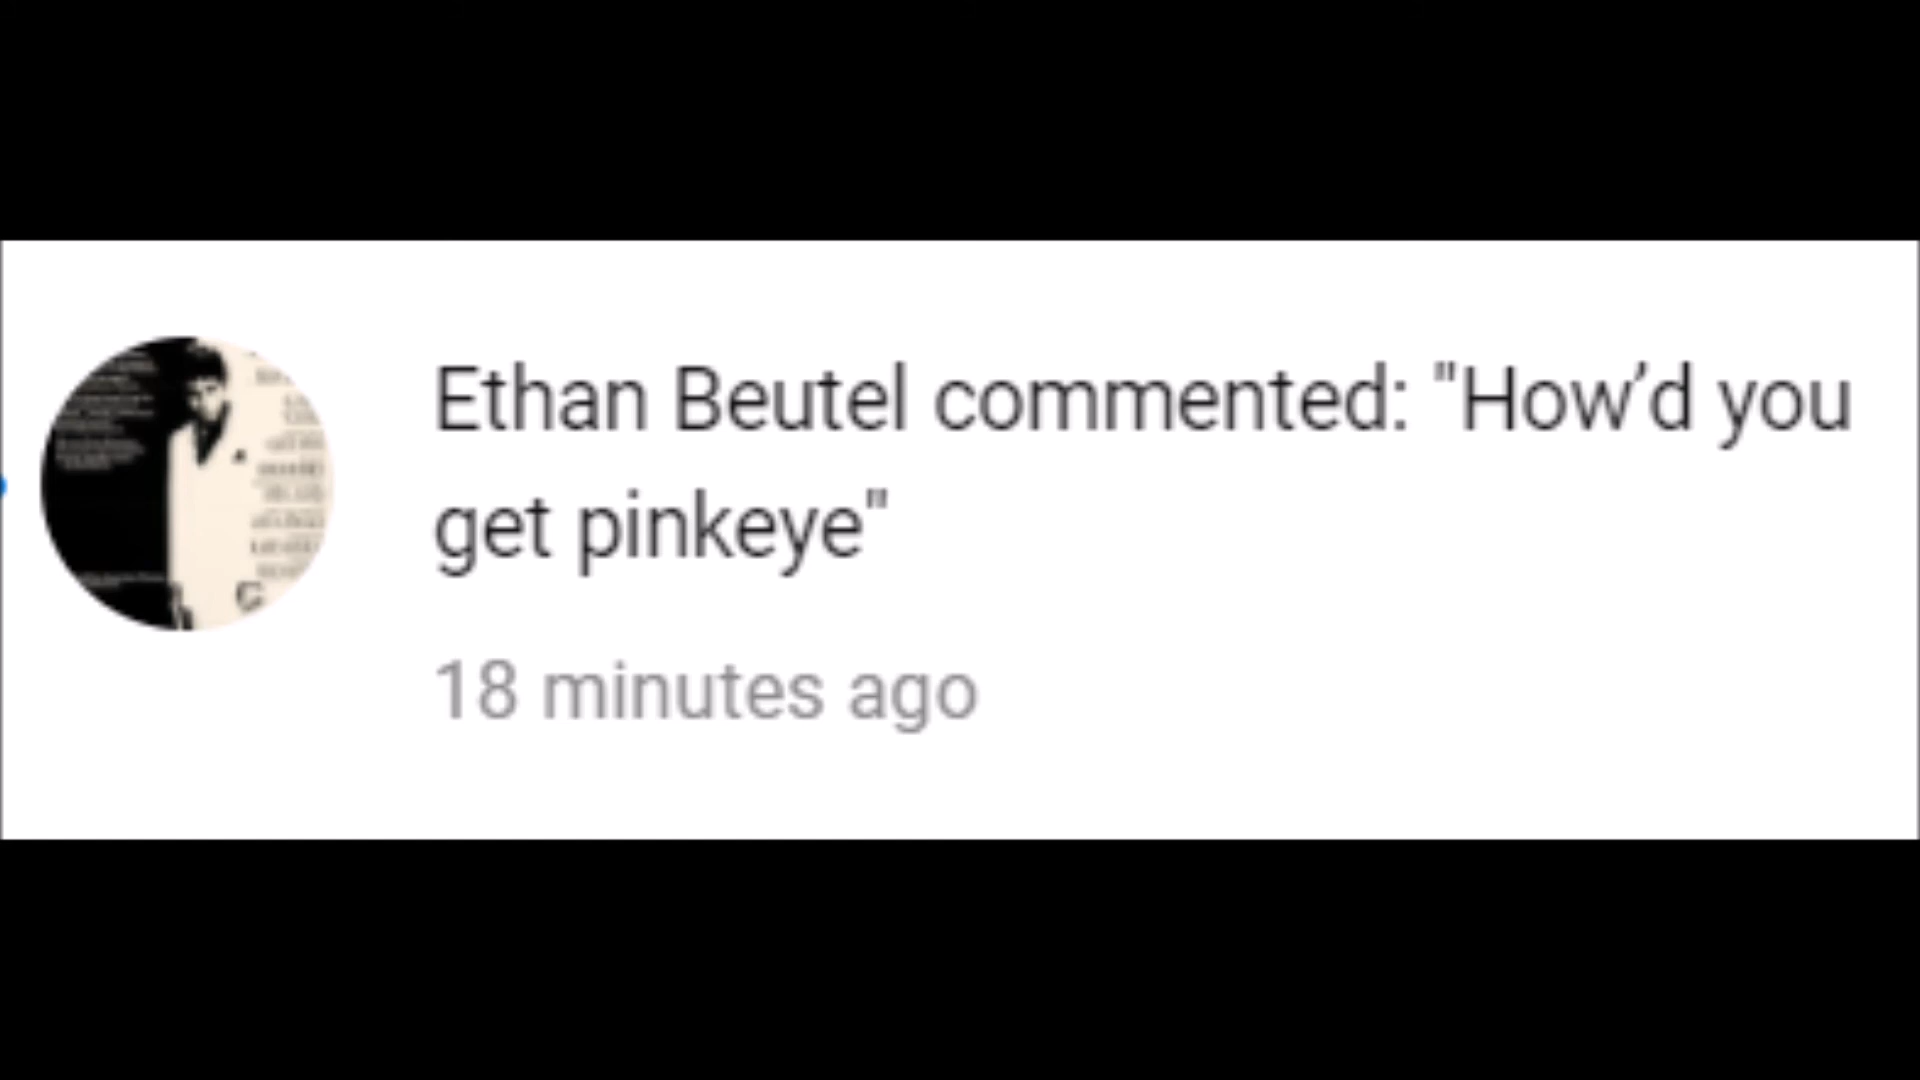 Ethan Beutel commented: "How’d you
get pinkeye"
18 minutes ago